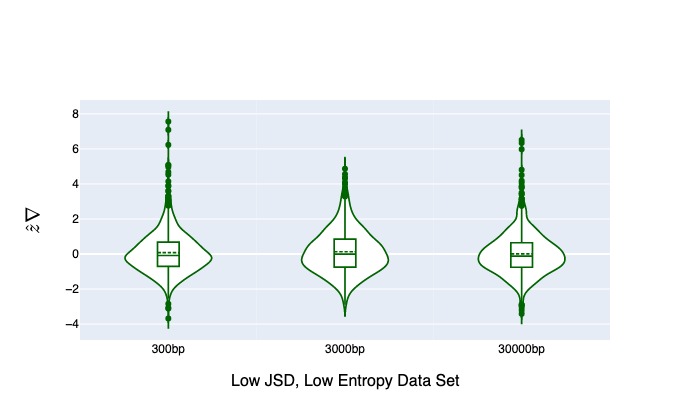 8
6
4
2
0
−2
−4
ẑ∇
300bp
3000bp
30000bp
Low JSD, Low Entropy Data Set